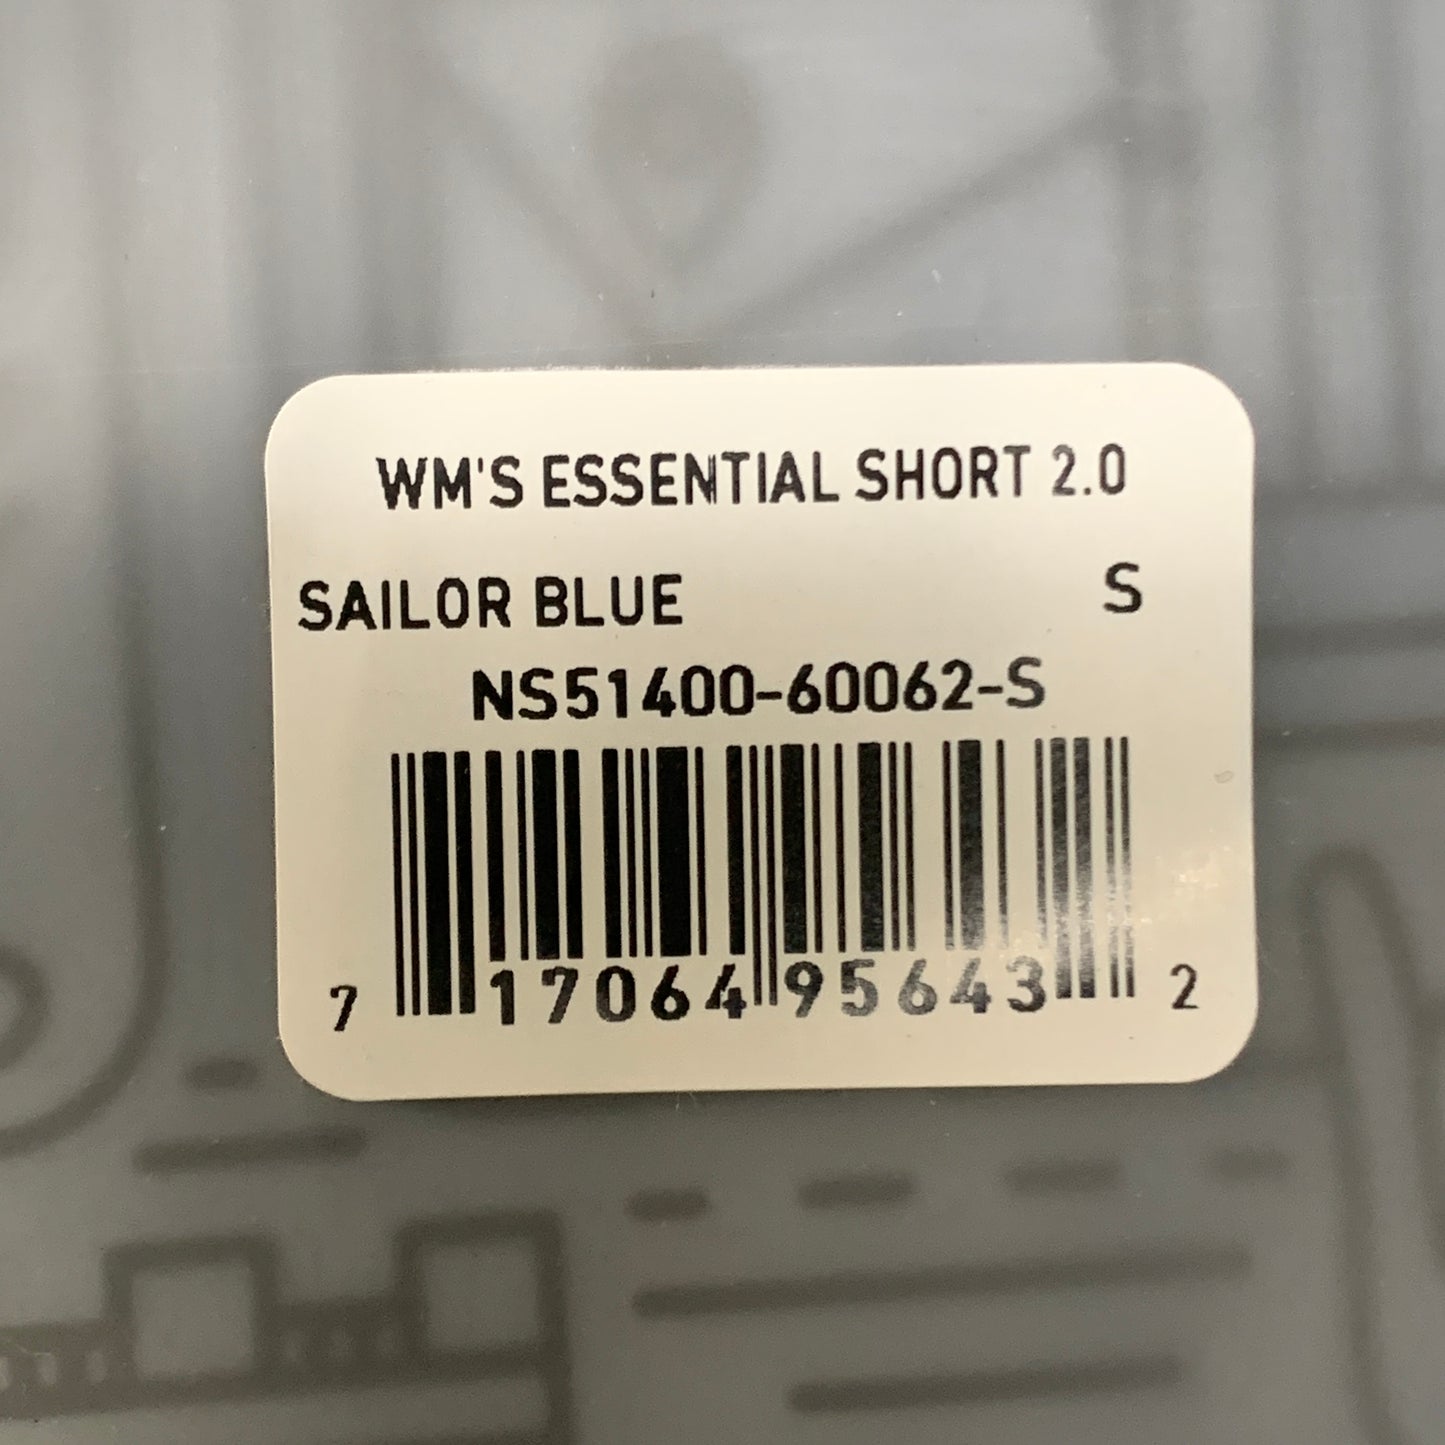 WM'S ESSENTIAL SHORT 2.0
SAILOR BLUE S
NS51400-60062-S
7 17064 95643 2